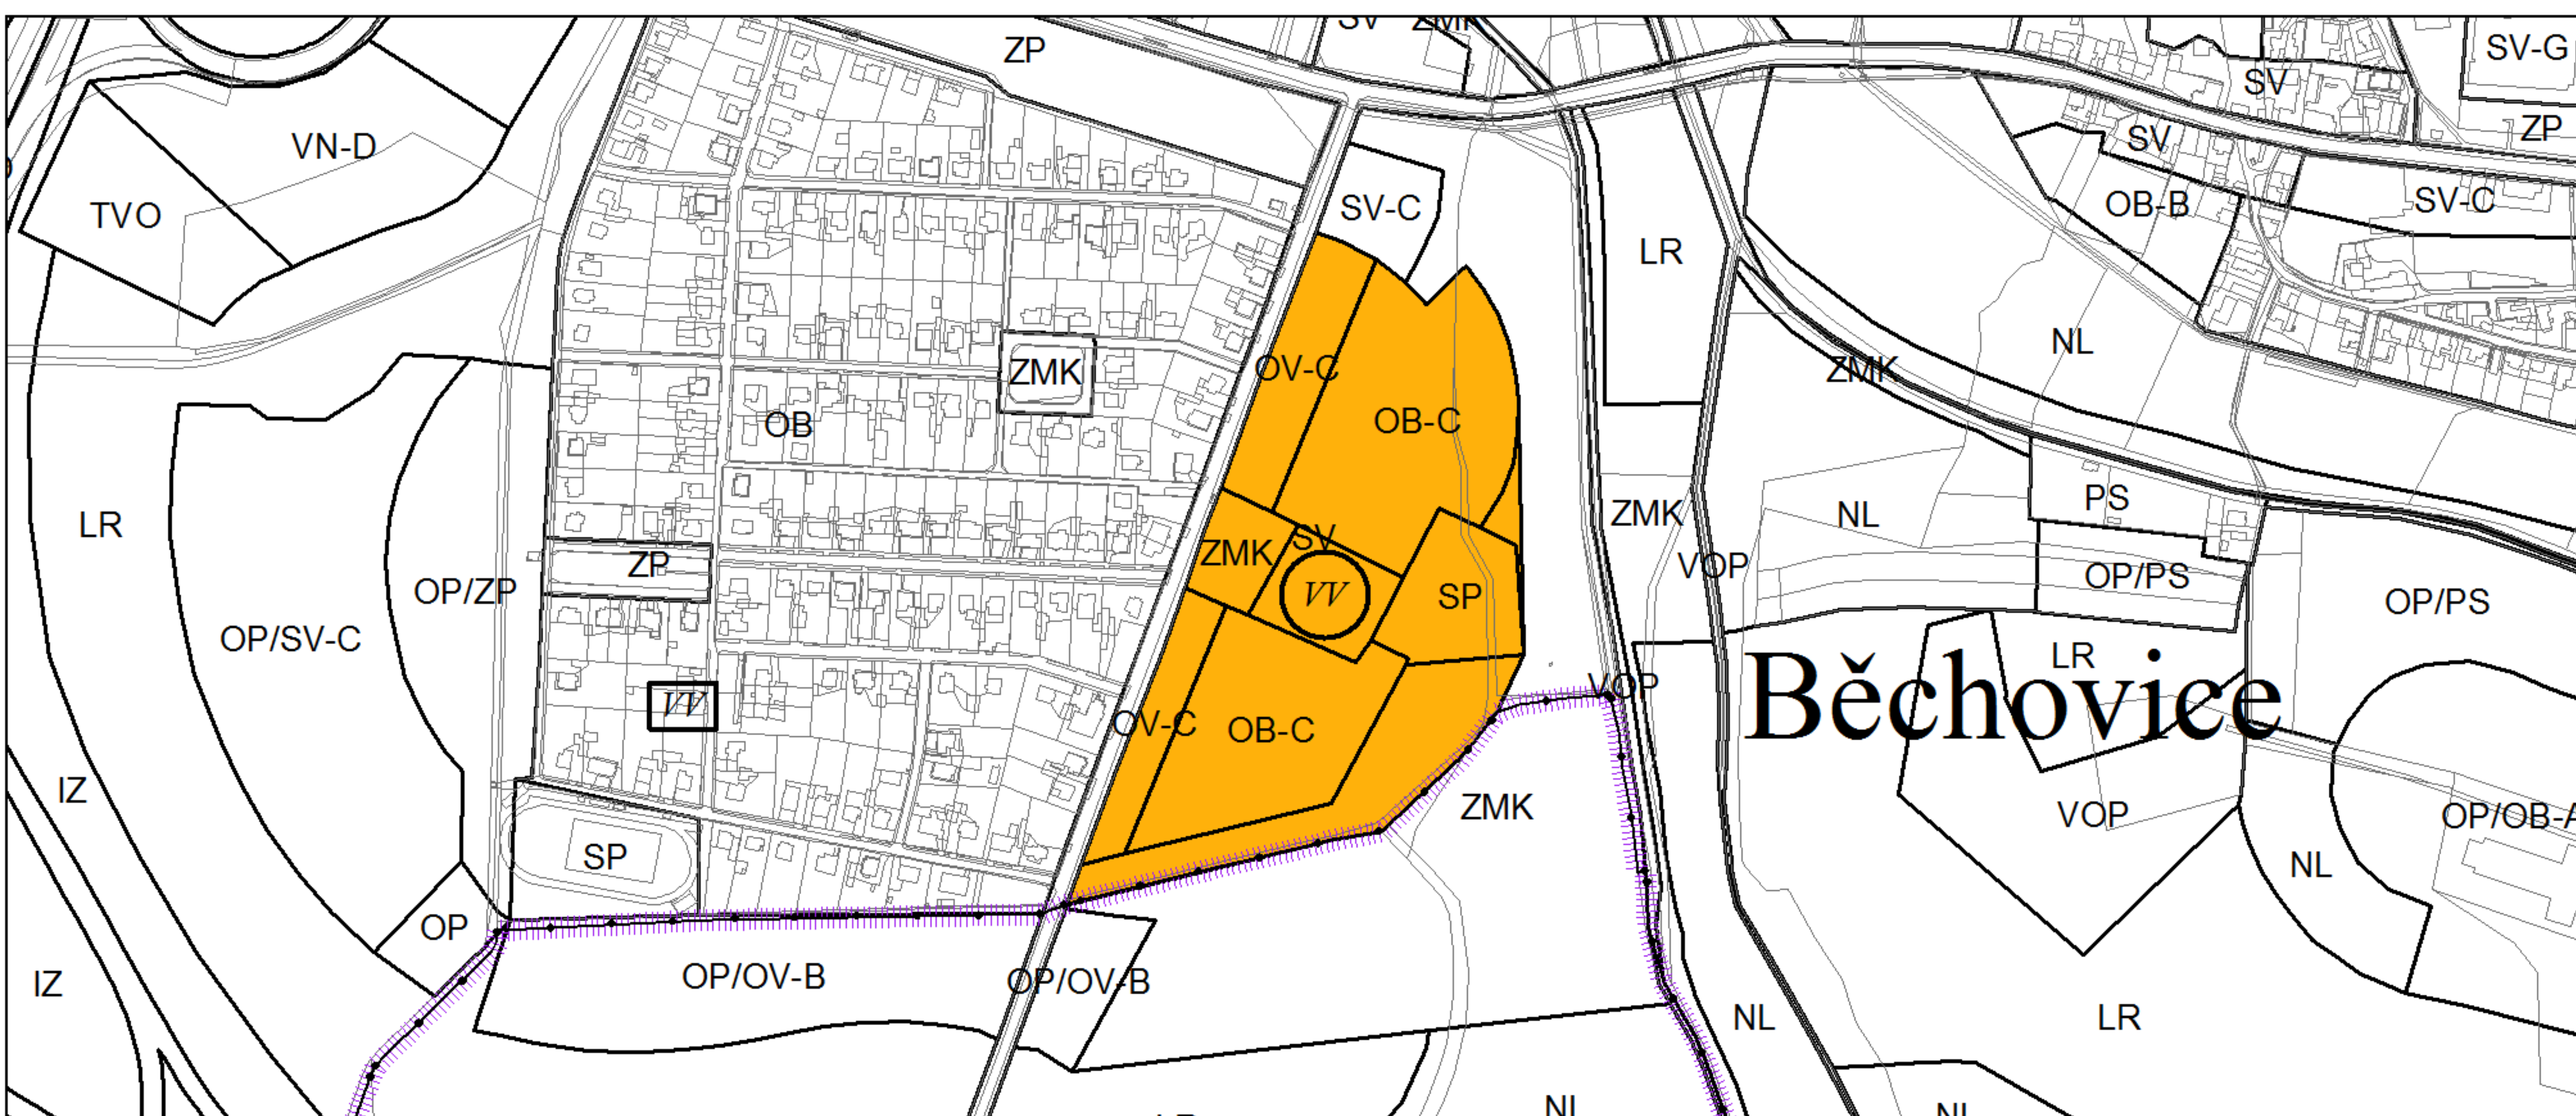 ZP
SV-G
SV
ZP
VN-D
SV
TVO
SV-C
OB-B
SV-C
LR
NL
OV-C
ZMK
ZMK
OB-C
OB
PS
LR
ZMK
NL
SV
ZMK
ZP
VOP
OP/PS
OP/ZP
VV
SP
OP/PS
OP/SV-C
LR
VOP
Běchovice
VV
OV-C
OB-C
IZ
ZMK
VOP
OP/OB-A
SP
NL
OP
OP/OV-B
OP/OV-B
IZ
NL
LR